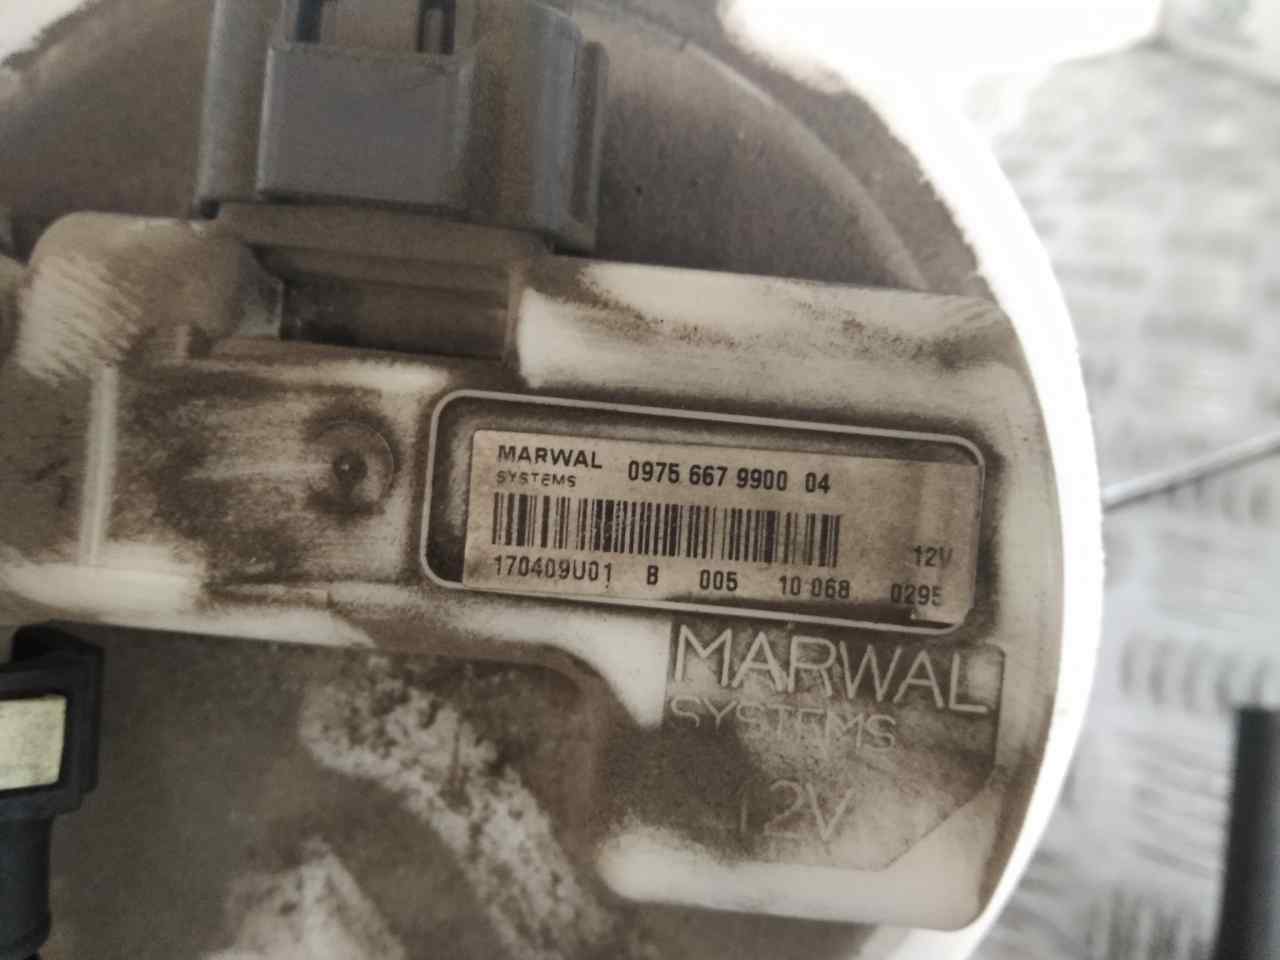 MARWAL 0975 667 9900 04
SYSTEMS
12V
170409U01 B 005 10 068 0295
MARWAL
SYSTEMS
12V